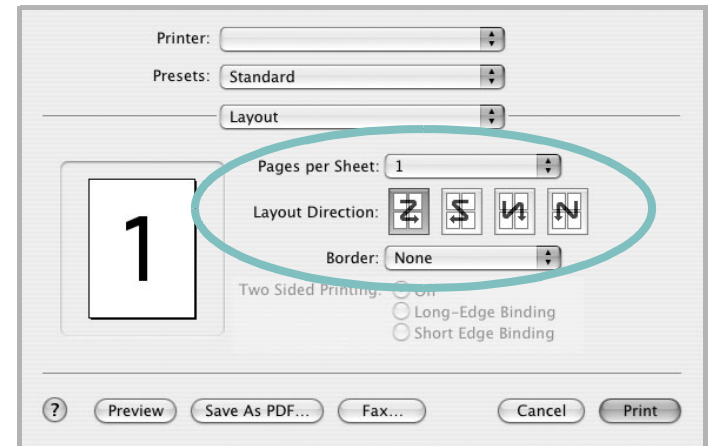 Printer:
Presets: Standard
Layout
Pages per Sheet: 1
Layout Direction:
Border: None
1
Two Sided Printing:
Long-Edge Binding
Short Edge Binding
? Preview Save As PDF... Fax... Cancel Print